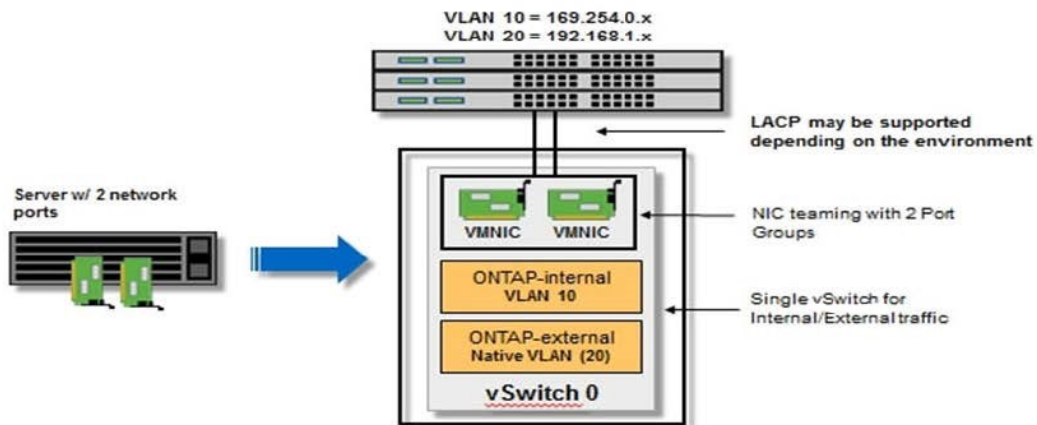 VLAN 10 = 169.254.0.x
VLAN 20 = 192.168.1.x
LACP may be supported
depending on the environment
Server w/ 2 network
ports
VMNIC VMNIC
NIC teaming with 2 Port
Groups
ONTAP-internal
VLAN 10
Single vSwitch for
Internal/External traffic
ONTAP-external
Native VLAN (20)
vSwitch 0